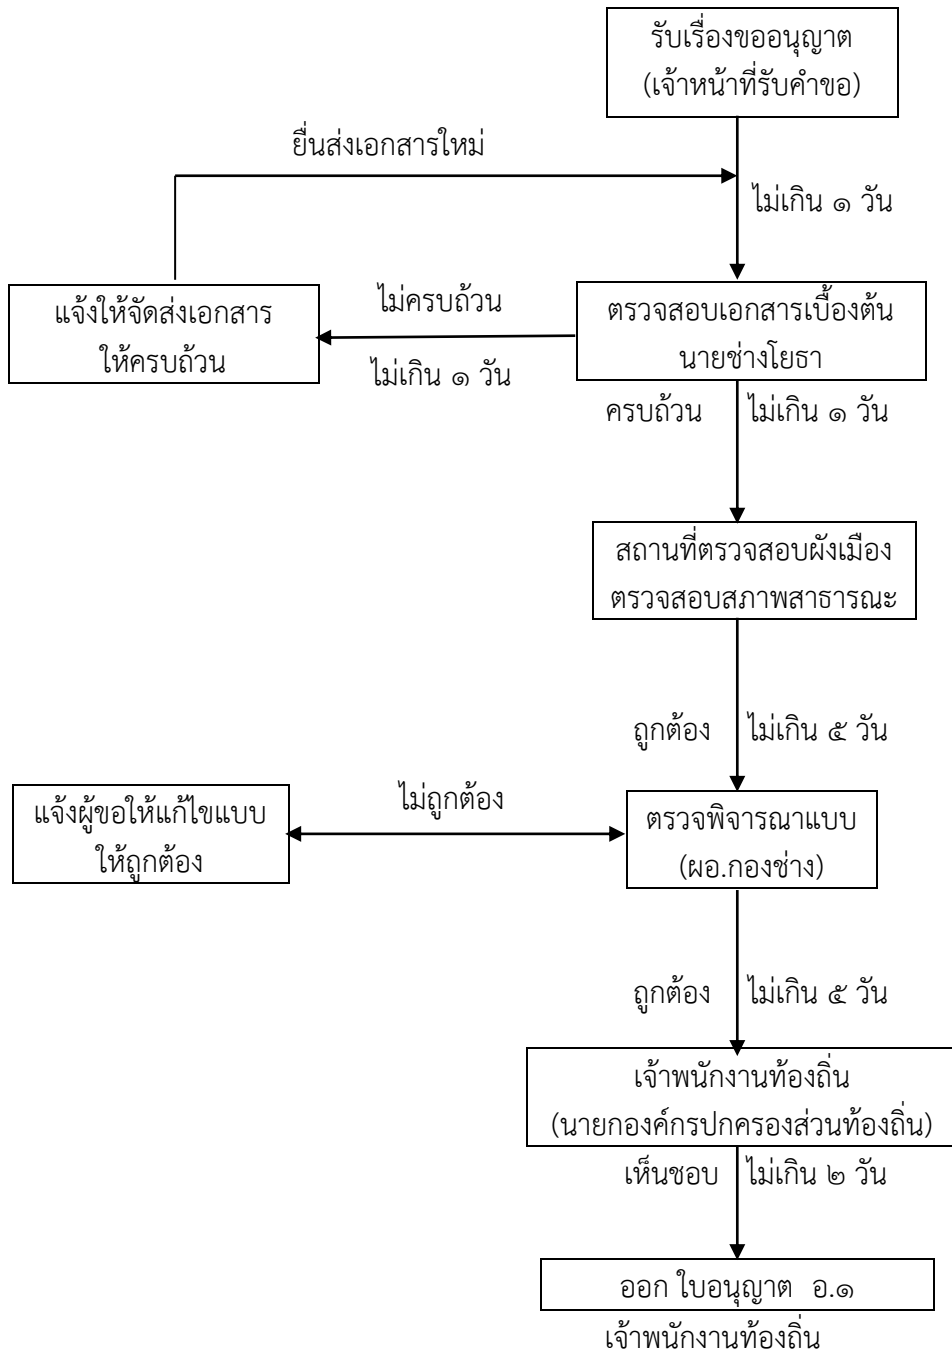 รับเรื่องขออนุญาต
(เจ้าหน้าที่รับคำขอ)
ยื่นส่งเอกสารใหม่
ไม่เกิน ๑ วัน
แจ้งให้จัดส่งเอกสาร
ให้ครบถ้วน
ไม่ครบถ้วน
ไม่เกิน ๑ วัน
ตรวจสอบเอกสารเบื้องต้น
นายช่างโยธา
ครบถ้วน ไม่เกิน ๑ วัน
สถานที่ตรวจสอบผังเมือง
ตรวจสอบสภาพสาธารณะ
ถูกต้อง ไม่เกิน ๕ วัน
แจ้งผู้ขอให้แก้ไขแบบ
ให้ถูกต้อง
ไม่ถูกต้อง
ตรวจพิจารณาแบบ
(ผอ.กองช่าง)
ถูกต้อง ไม่เกิน ๕ วัน
เจ้าพนักงานท้องถิ่น
(นายกองค์กรปกครองส่วนท้องถิ่น)
เห็นชอบ ไม่เกิน ๒ วัน
ออก ใบอนุญาต อ.๑
เจ้าพนักงานท้องถิ่น